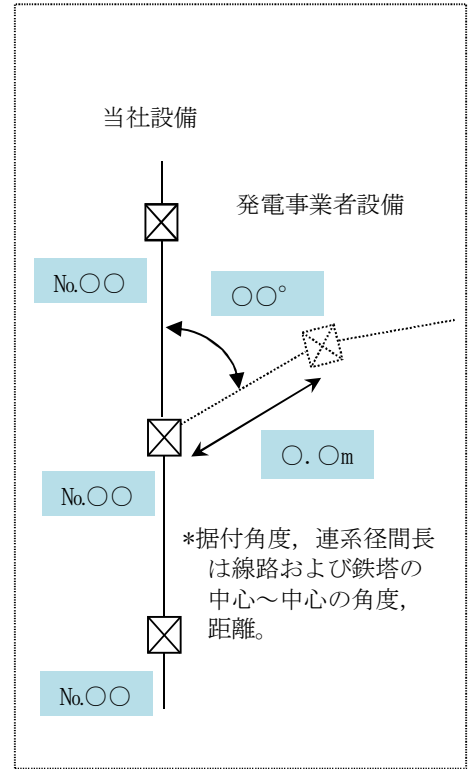 当社設備
発電事業者設備
№○○
○○°
○.○m
№○○
*据付角度，連系径間長
は線路および鉄塔の
中心～中心の角度，
距離。
№○○